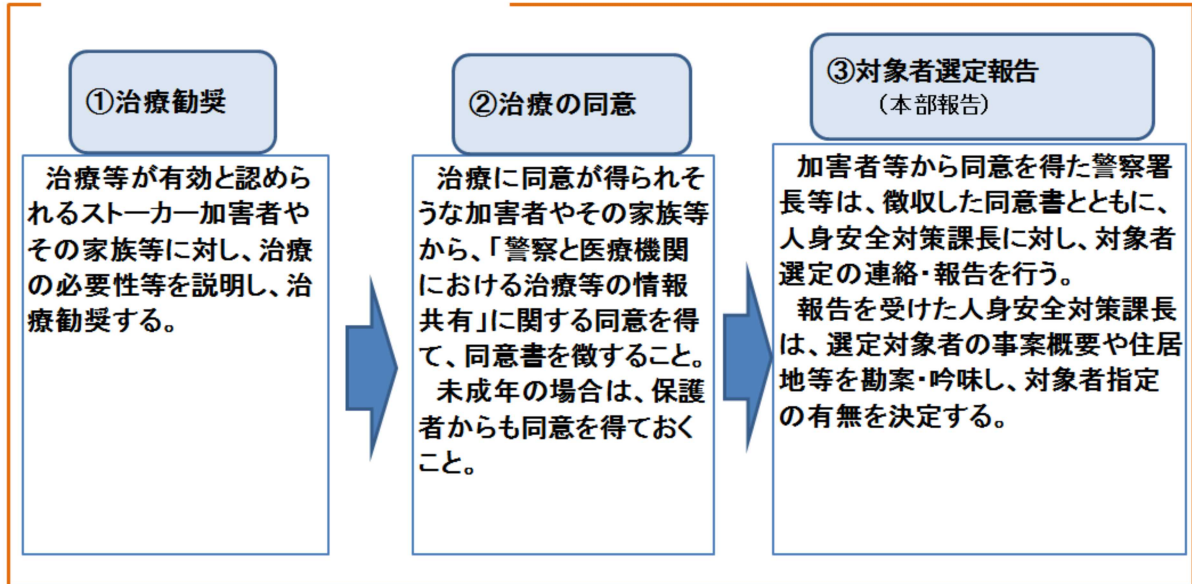 ①治療勧奨
治療等が有効と認めら
れるストーカー加害者や
その家族等に対し、治療
の必要性等を説明し、治
療勧奨する。
②治療の同意
治療に同意が得られそ
うな加害者やその家族等
から、「警察と医療機関
における治療等の情報
共有」に関する同意を得
て、同意書を徴すること。
未成年の場合は、保護
者からも同意を得ておく
こと。
③対象者選定報告
（本部報告）
加害者等から同意を得た警察署
長等は、徴収した同意書とともに、
人身安全対策課長に対し、対象者
選定の連絡・報告を行う。
報告を受けた人身安全対策課長
は、選定対象者の事案概要や住居
地等を勘案・吟味し、対象者指定
の有無を決定する。